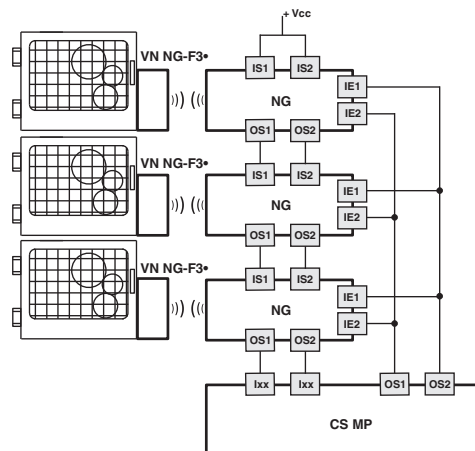 + Vcc
VN NG-F3•
IS1 IS2
NG
IE1
IE2
OS1 OS2
VN NG-F3•
IS1 IS2
NG
IE1
IE2
OS1 OS2
VN NG-F3•
IS1 IS2
NG
IE1
IE2
OS1 OS2
Ixx Ixx OS1 OS2
CS MP